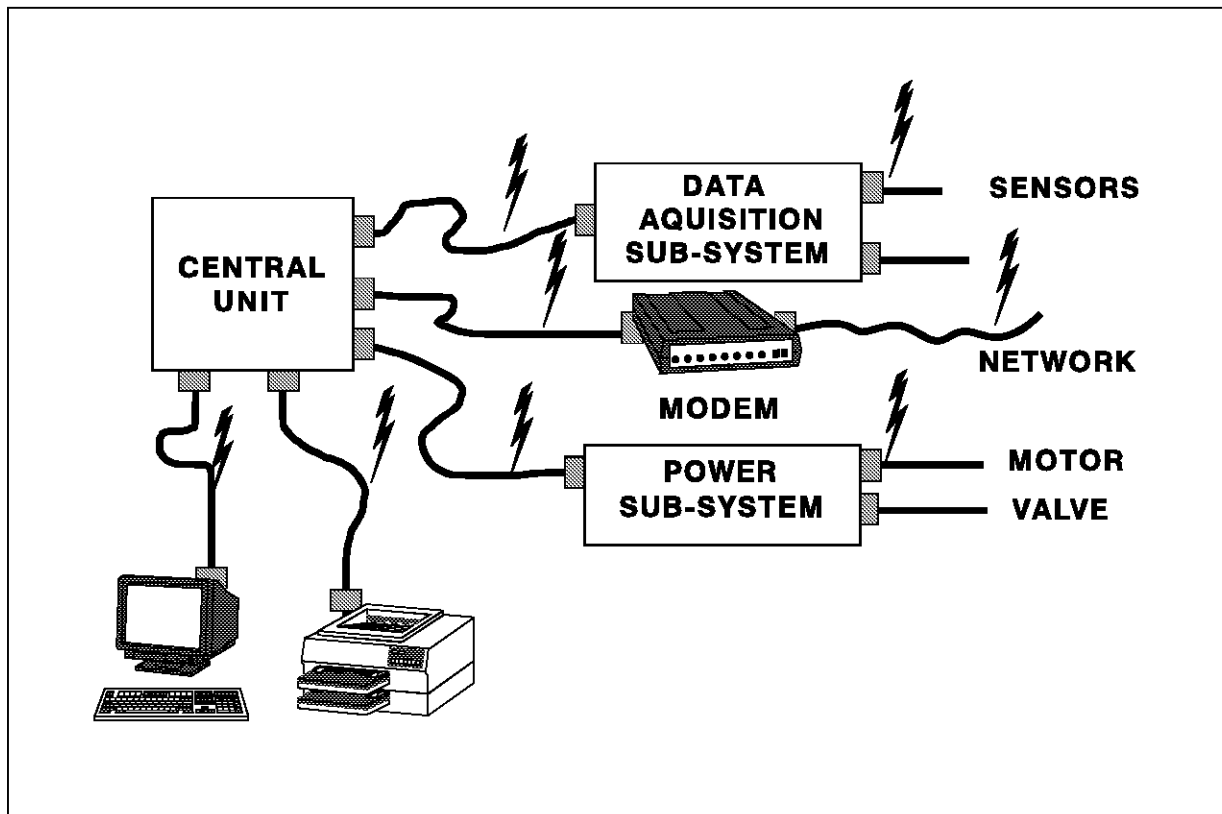 DATA
AQUISITION
SUB-SYSTEM
SENSORS
CENTRAL
UNIT
NETWORK
MODEM
POWER
SUB-SYSTEM
MOTOR
VALVE